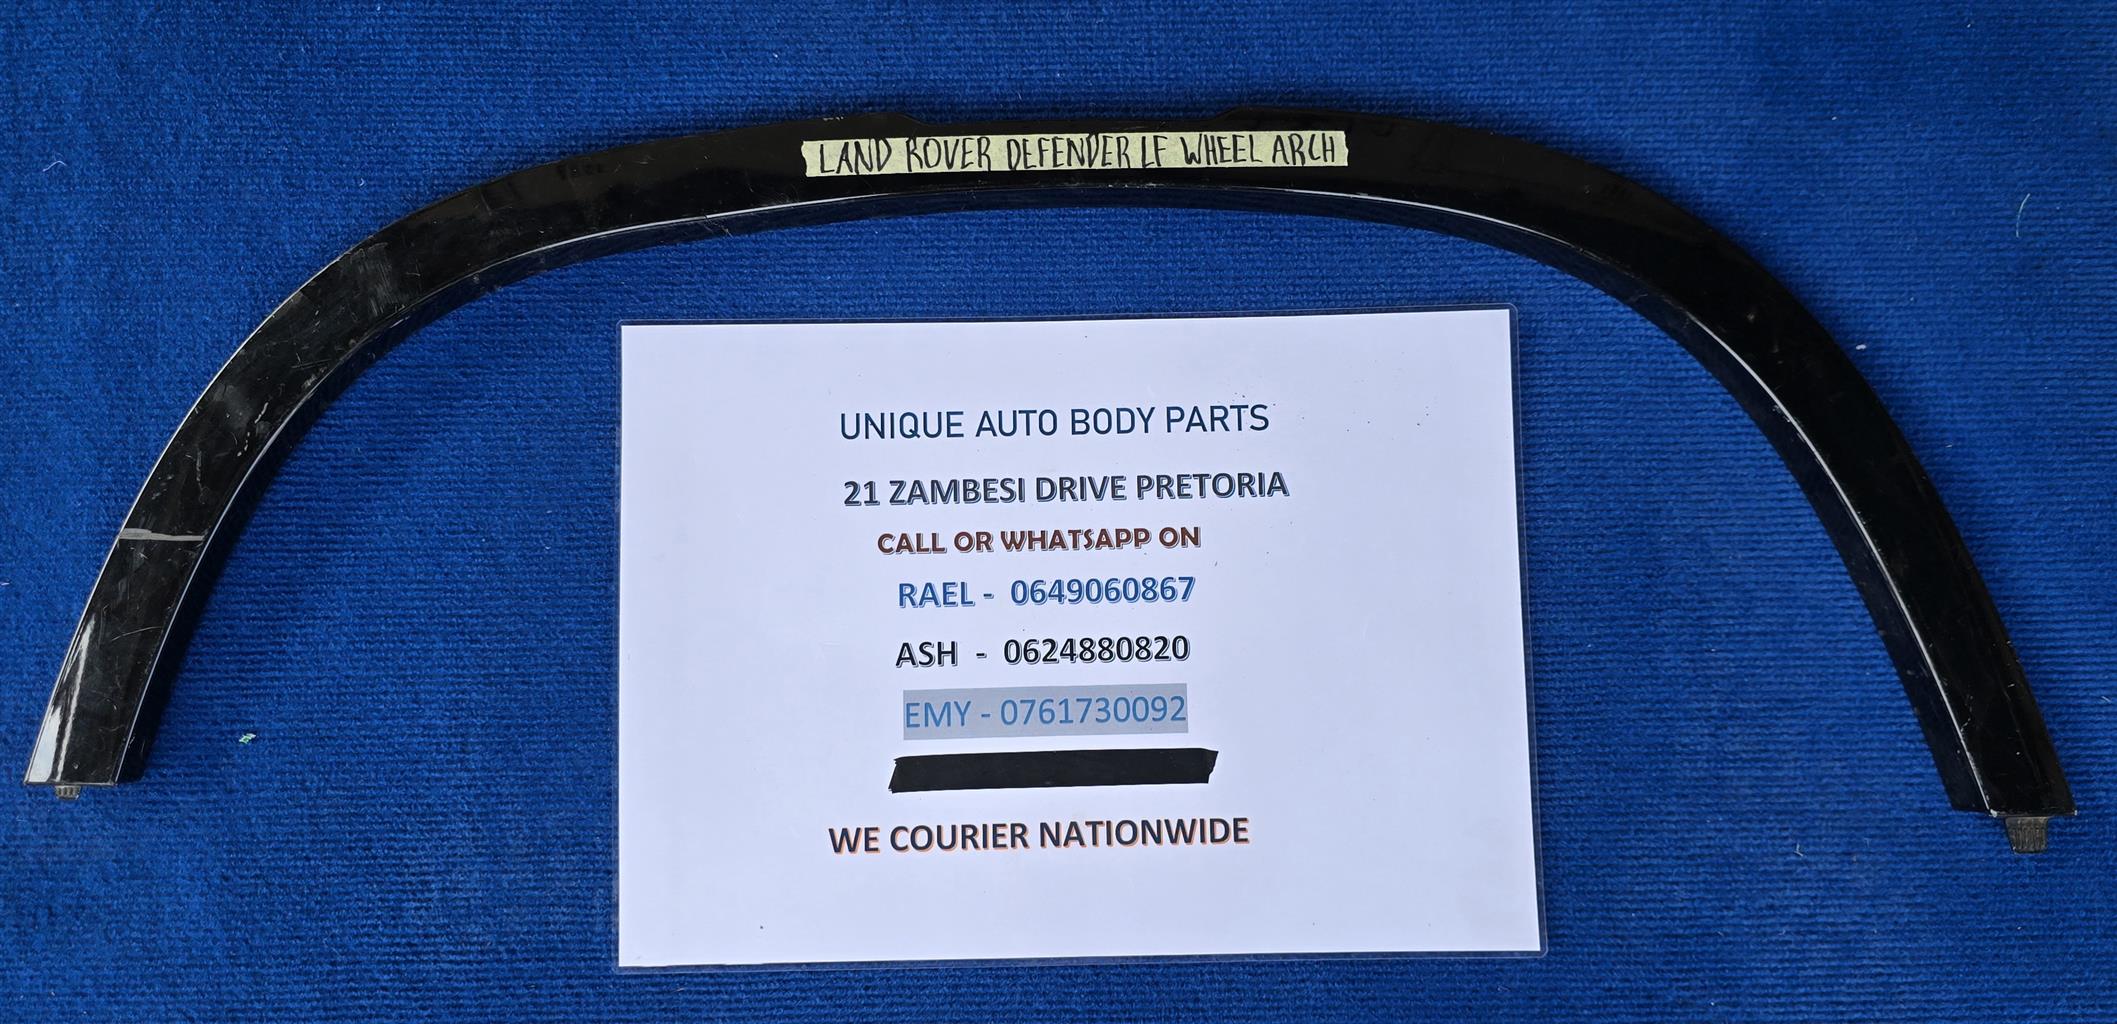 LAND ROVER DEFENDER LF WHEEL ARCH
UNIQUE AUTO BODY PARTS
21 ZAMBESI DRIVE PRETORIA
CALL OR WHATSAPP ON
RAEL - 0649060867
ASH - 0624880820
EMY - 0761730092
WE COURIER NATIONWIDE